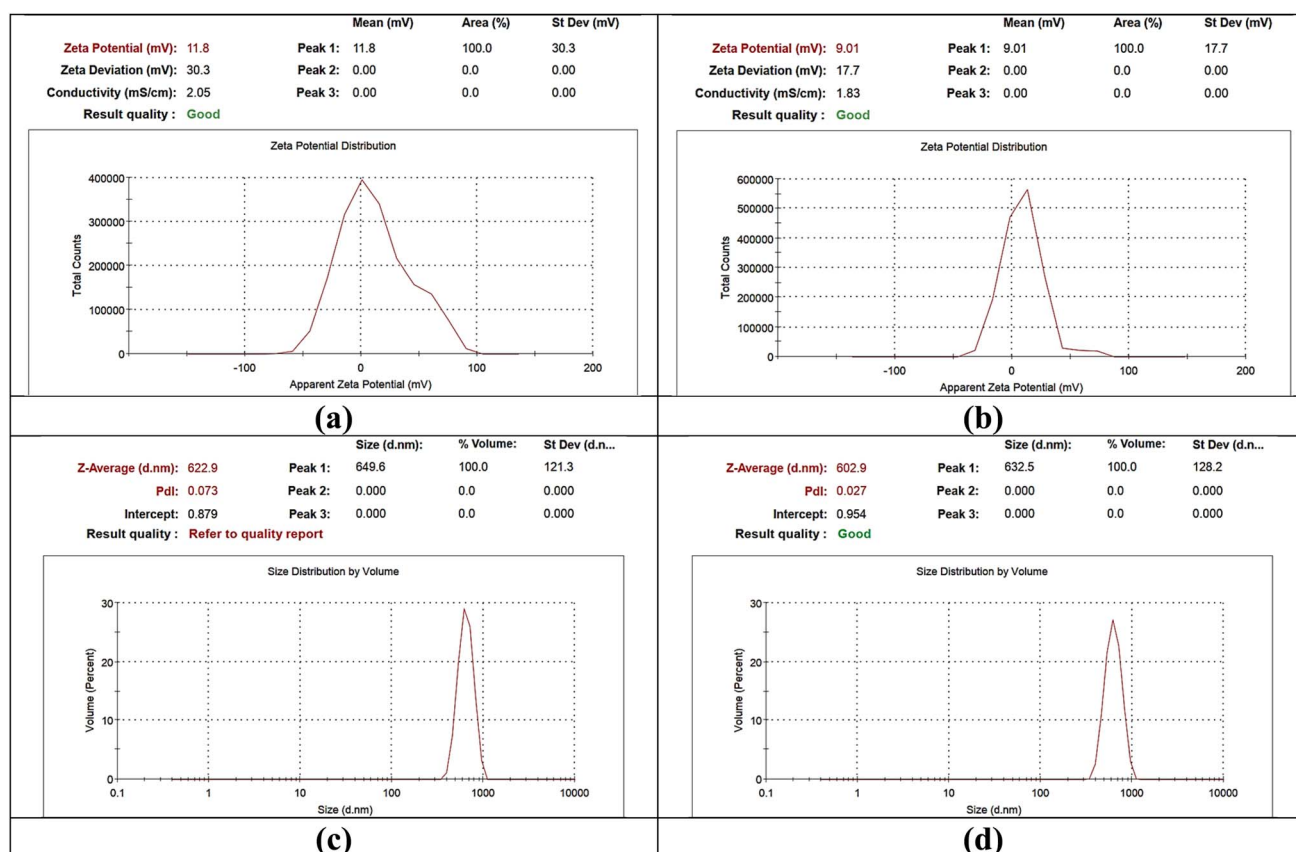 Mean (mV) Area (%) St Dev (mV)
Zeta Potential (mV): 11.8 Peak 1: 11.8 100.0 30.3
Zeta Deviation (mV): 30.3 Peak 2: 0.00 0.0 0.00
Conductivity (mS/cm): 2.05 Peak 3: 0.00 0.0 0.00
Result quality : Good
Zeta Potential Distribution
400000
300000
200000
100000
0
Total Counts
-100 0 100 200
Apparent Zeta Potential (mV)
(a)
Mean (mV) Area (%) St Dev (mV)
Zeta Potential (mV): 9.01 Peak 1: 9.01 100.0 17.7
Zeta Deviation (mV): 17.7 Peak 2: 0.00 0.0 0.00
Conductivity (mS/cm): 1.83 Peak 3: 0.00 0.0 0.00
Result quality : Good
Zeta Potential Distribution
600000
500000
400000
300000
200000
100000
0
Total Counts
-100 0 100 200
Apparent Zeta Potential (mV)
(b)
Size (d.nm): % Volume: St Dev (d.n...
Z-Average (d.nm): 622.9 Peak 1: 649.6 100.0 121.3
PdI: 0.073 Peak 2: 0.000 0.0 0.000
Intercept: 0.879 Peak 3: 0.000 0.0 0.000
Result quality : Refer to quality report
Size Distribution by Volume
30
20
10
0
Volume (Percent)
0.1 1 10 100 1000 10000
Size (d.nm)
(c)
Size (d.nm): % Volume: St Dev (d.n...
Z-Average (d.nm): 602.9 Peak 1: 632.5 100.0 128.2
PdI: 0.027 Peak 2: 0.000 0.0 0.000
Intercept: 0.954 Peak 3: 0.000 0.0 0.000
Result quality : Good
Size Distribution by Volume
30
20
10
0
Volume (Percent)
0.1 1 10 100 1000 10000
Size (d.nm)
(d)